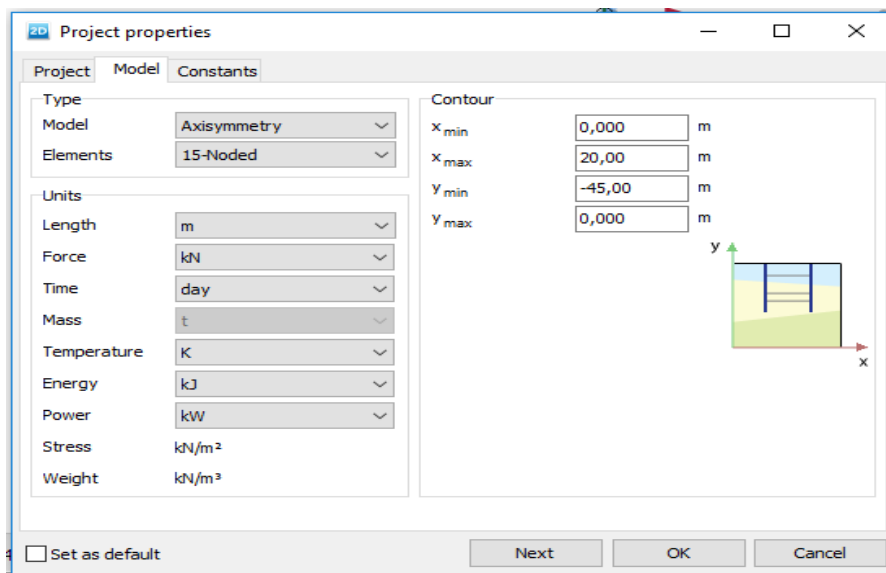 2D Project properties
Project Model Constants
Type
Model Axisymmetry
Elements 15-Noded
Units
Length m
Force kN
Time day
Mass t
Temperature K
Energy kJ
Power kW
Stress kN/m²
Weight kN/m³
Contour
x min 0,000 m
x max 20,00 m
y min -45,00 m
y max 0,000 m
y
x
Set as default
Next OK Cancel